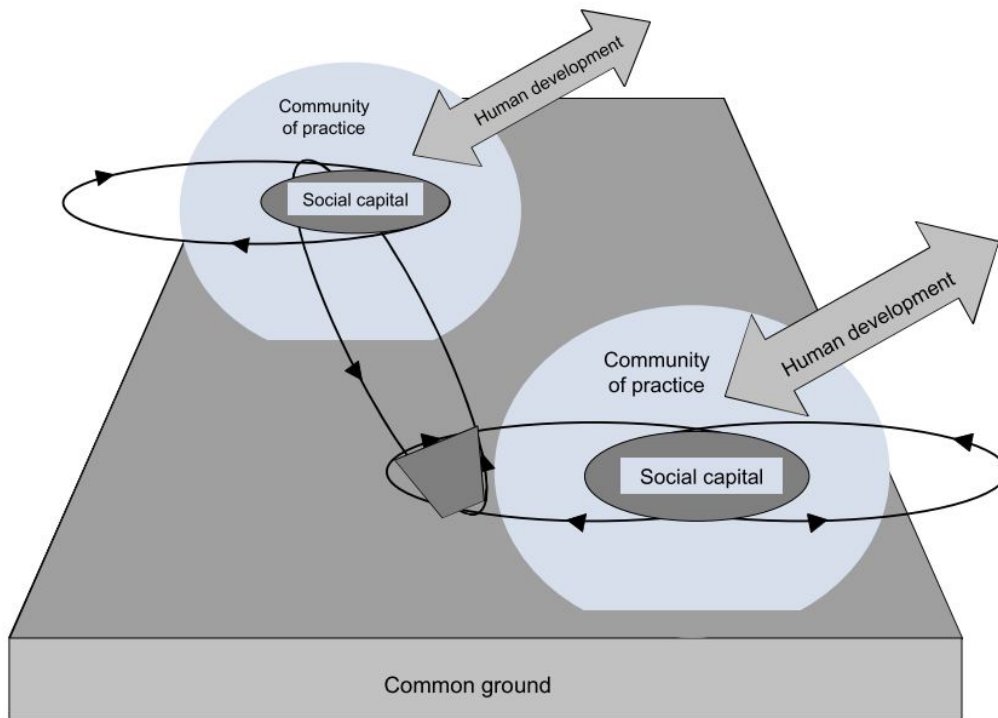 Human development
Community
of practice
Social capital
Human development
Community
of practice
Social capital
Common ground